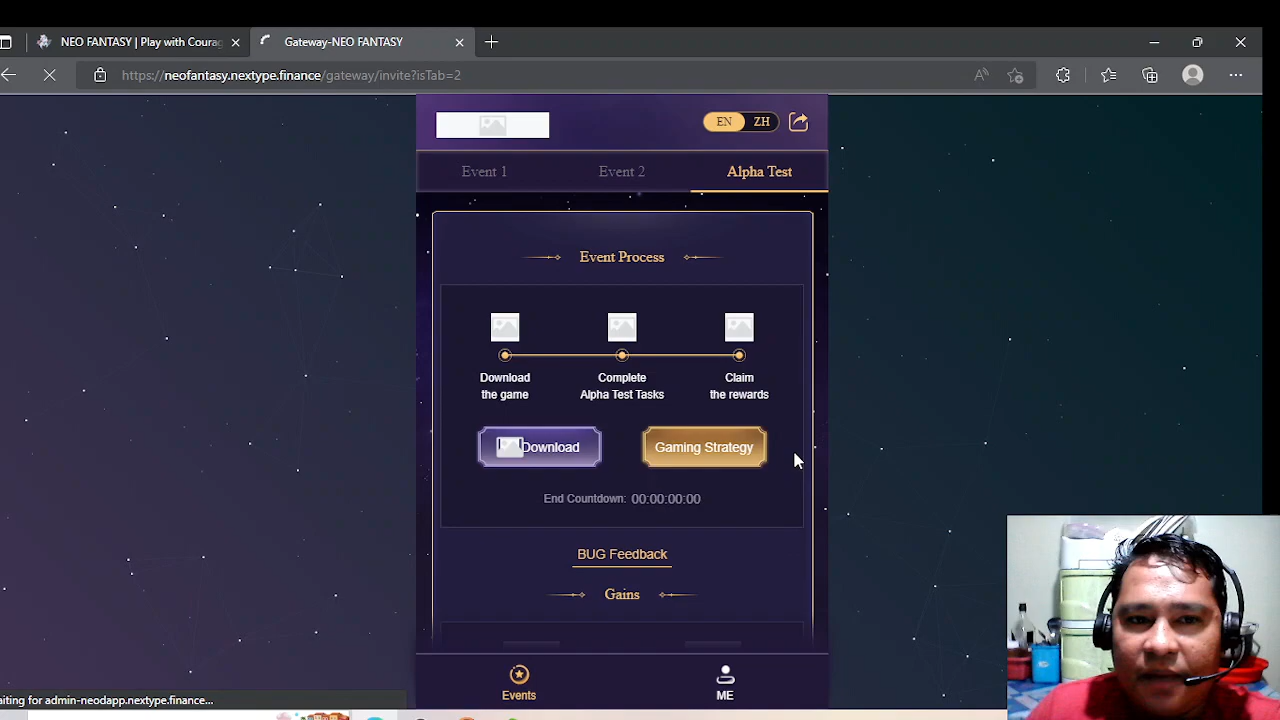 NEO FANTASY | Play with Courag
Gateway-NEO FANTASY
https://neofantasy.nextype.finance/gateway/invite?isTab=2
EN ZH
Event 1 Event 2 Alpha Test
Event Process
Download
the game
Complete
Alpha Test Tasks
Claim
the rewards
Download Gaming Strategy
End Countdown: 00:00:00:00
BUG Feedback
Gains
Events ME
aiting for admin-neodapp.nextype.finance...